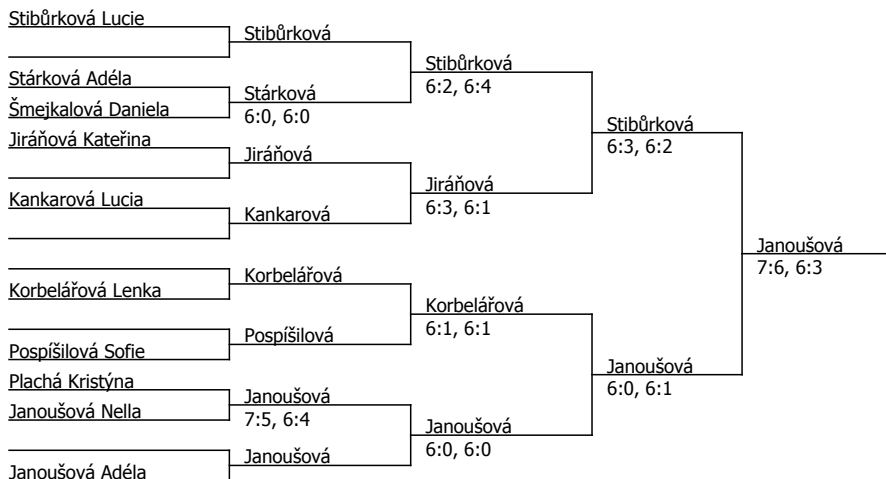 Stibůrková Lucie
Stárková Adéla
Šmejkalová Daniela
Jiráňová Kateřina
Kankarová Lucia
Korbelářová Lenka
Pospíšilová Sofie
Plachá Kristýna
Janoušová Nella
Janoušová Adéla
Stibůrková
Stárková
6:0, 6:0
Jiráňová
Kankarová
Korbelářová
Pospíšilová
Janoušová
7:5, 6:4
Janoušová
Stibůrková
6:2, 6:4
Jiráňová
6:3, 6:1
Korbelářová
6:1, 6:1
Janoušová
6:0, 6:0
Stibůrková
6:3, 6:2
Janoušová
6:0, 6:1
Janoušová
7:6, 6:3